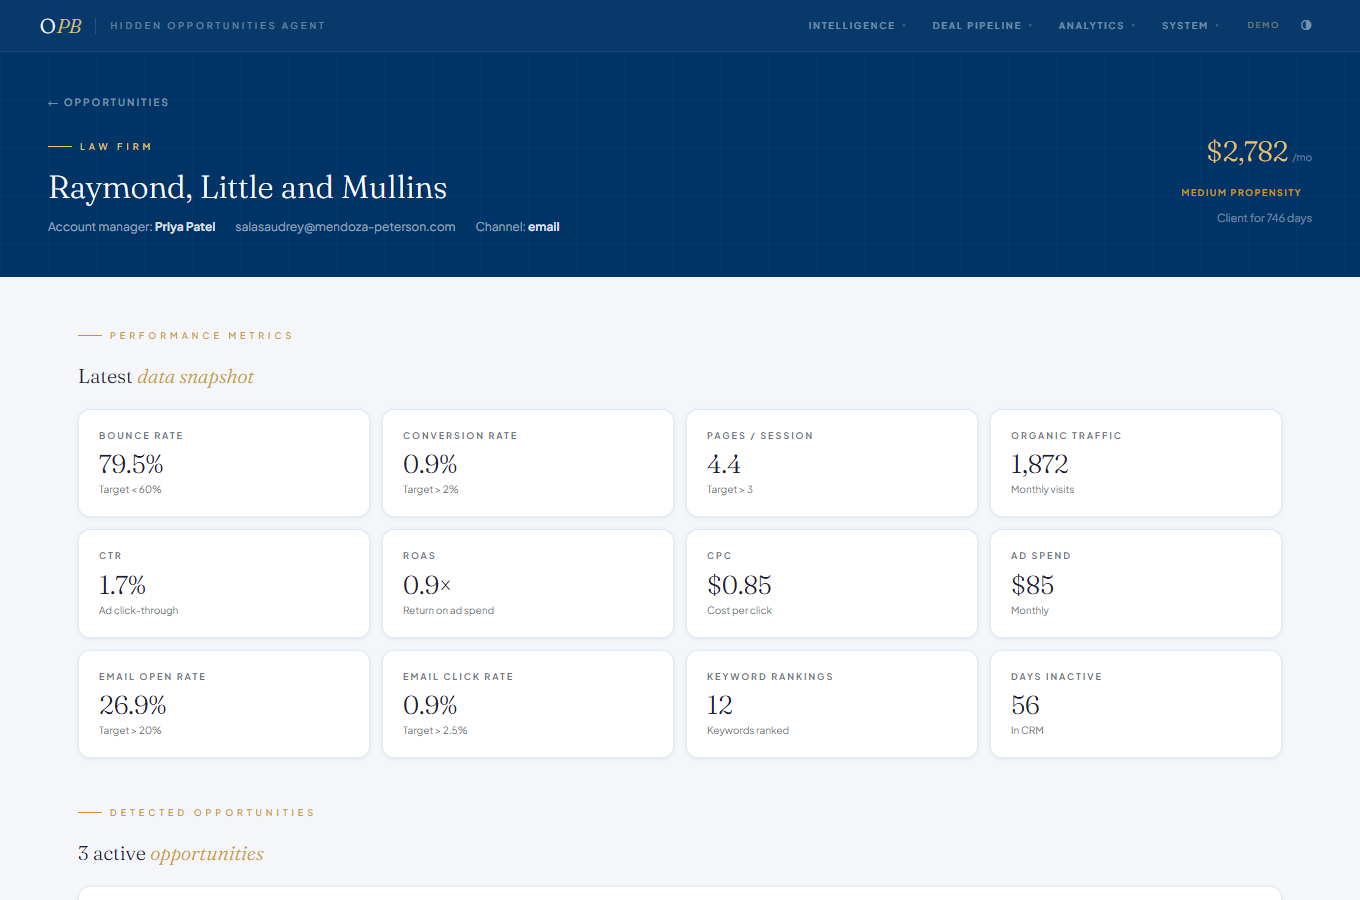 OPB HIDDEN OPPORTUNITIES AGENT INTELLIGENCE DEAL PIPELINE ANALYTICS SYSTEM DEMO
← OPPORTUNITIES
LAW FIRM
Raymond, Little and Mullins
Account manager: Priya Patel salasaudrey@mendoza-peterson.com Channel: email
$2,782 /mo
MEDIUM PROPENSITY
Client for 746 days
PERFORMANCE METRICS
Latest data snapshot
BOUNCE RATE
79.5%
Target < 60%
CONVERSION RATE
0.9%
Target > 2%
PAGES / SESSION
4.4
Target > 3
ORGANIC TRAFFIC
1,872
Monthly visits
CTR
1.7%
Ad click-through
ROAS
0.9×
Return on ad spend
CPC
$0.85
Cost per click
AD SPEND
$85
Monthly
EMAIL OPEN RATE
26.9%
Target > 20%
EMAIL CLICK RATE
0.9%
Target > 2.5%
KEYWORD RANKINGS
12
Keywords ranked
DAYS INACTIVE
56
In CRM
DETECTED OPPORTUNITIES
3 active opportunities